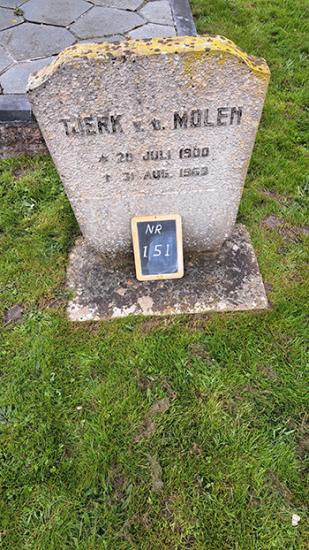 TJERK v. d. MOLEN
* 20 JULI 1900
† 31 AUG. 1963
NR
151